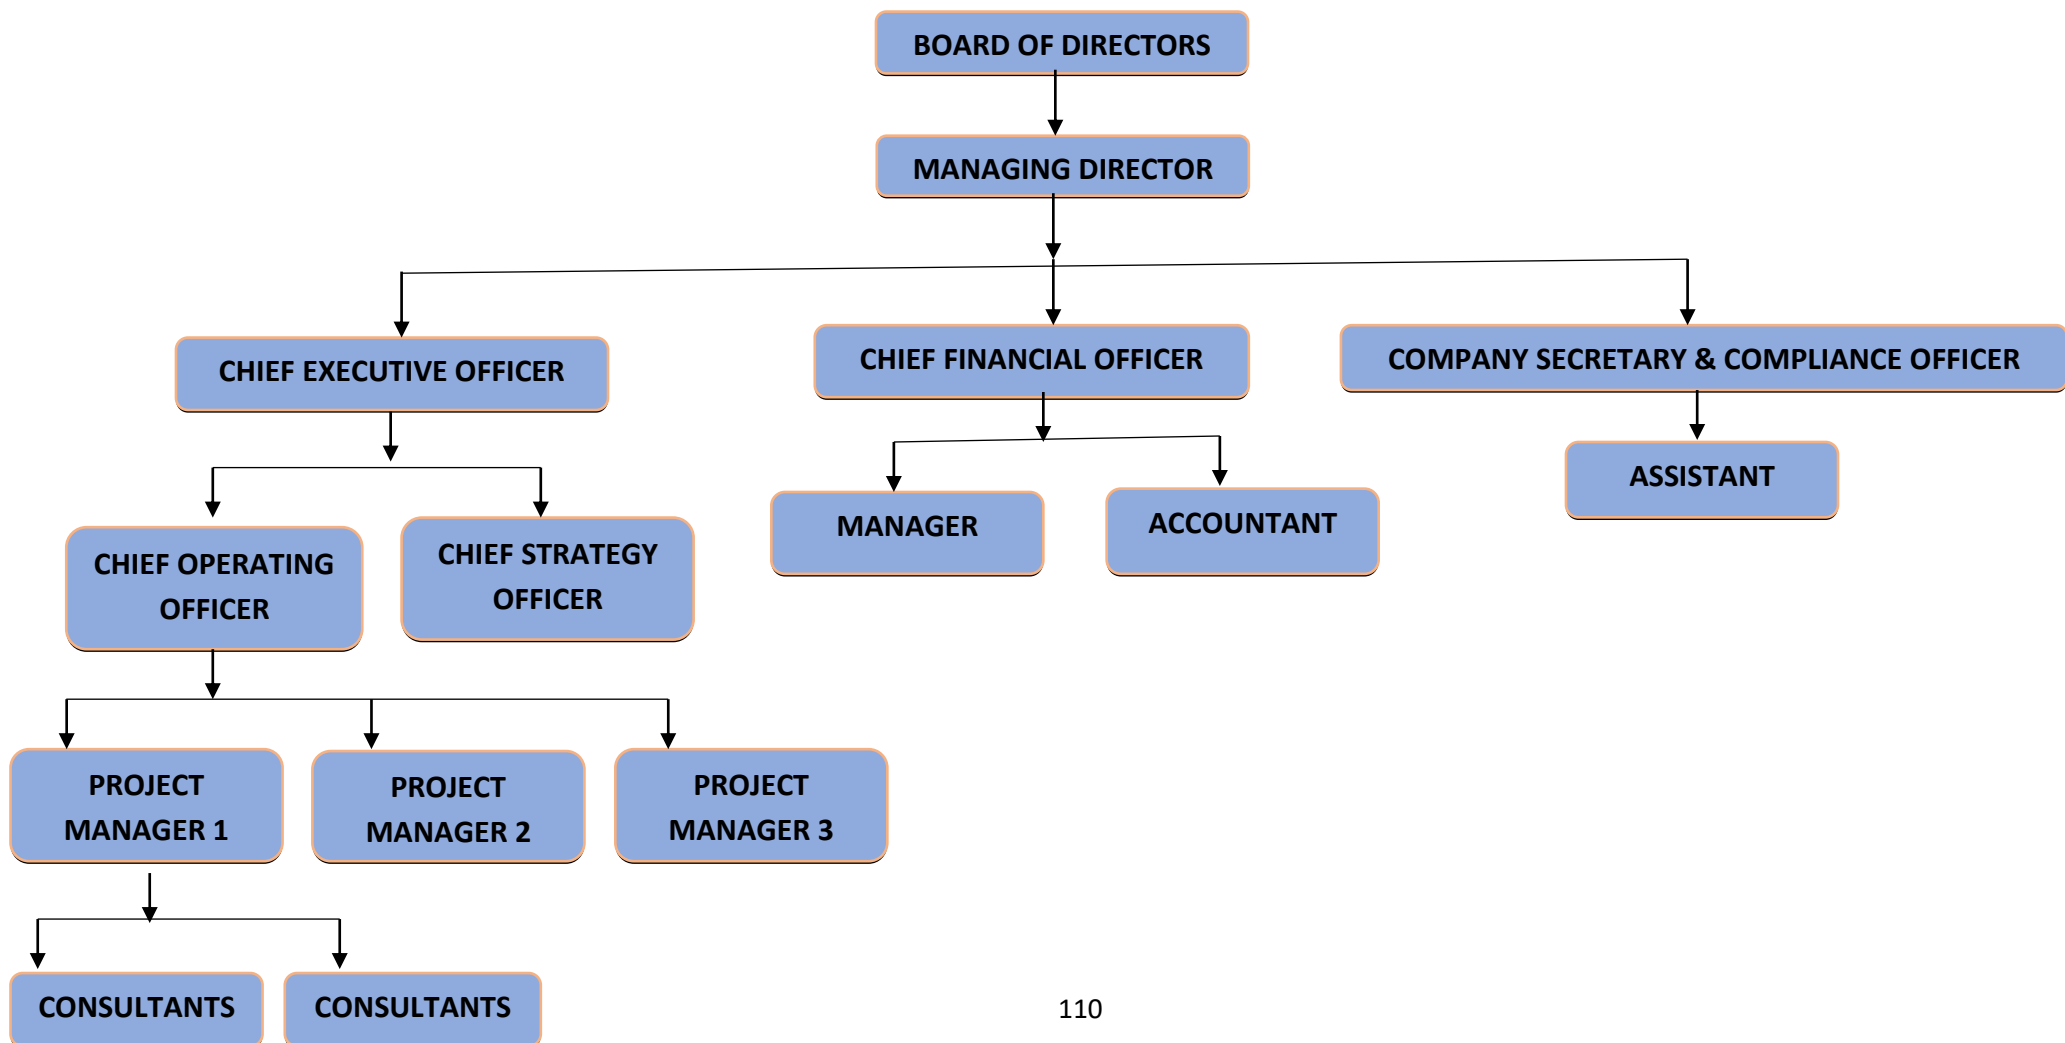 BOARD OF DIRECTORS
MANAGING DIRECTOR
CHIEF EXECUTIVE OFFICER
CHIEF FINANCIAL OFFICER
COMPANY SECRETARY & COMPLIANCE OFFICER
CHIEF OPERATING
OFFICER
CHIEF STRATEGY
OFFICER
MANAGER
ACCOUNTANT
ASSISTANT
PROJECT
MANAGER 1
PROJECT
MANAGER 2
PROJECT
MANAGER 3
CONSULTANTS
CONSULTANTS
110